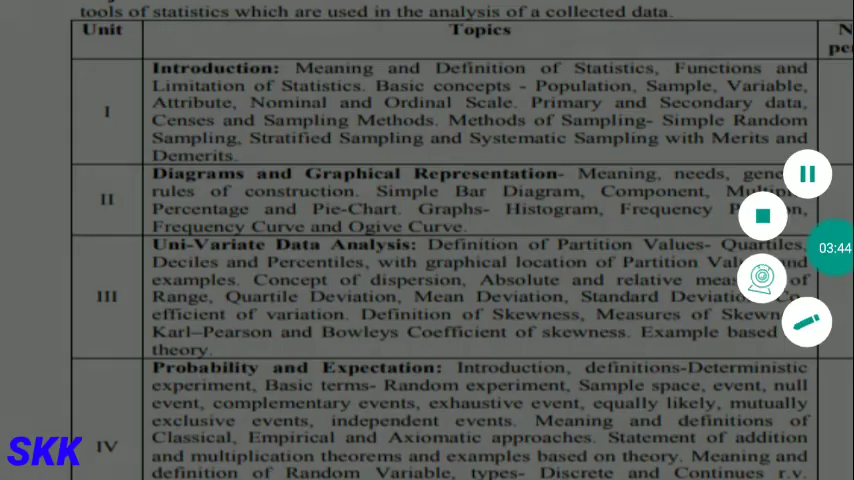 tools of statistics which are used in the analysis of a collected data.
Unit Topics N
per
Introduction: Meaning and Definition of Statistics, Functions and
Limitation of Statistics. Basic concepts - Population, Sample, Variable,
Attribute, Nominal and Ordinal Scale. Primary and Secondary data,
I Censes and Sampling Methods. Methods of Sampling- Simple Random
Sampling, Stratified Sampling and Systematic Sampling with Merits and
Demerits.
Diagrams and Graphical Representation- Meaning, needs, gen
II rules of construction. Simple Bar Diagram, Component,
Percentage and Pie-Chart. Graphs- Histogram, Frequency
Frequency Curve and Ogive Curve.
Uni-Variate Data Analysis: Definition of Partition Values- Quartiles,
Deciles and Percentiles, with graphical location of Partition and
examples. Concept of dispersion, Absolute and relative of
III Range, Quartile Deviation, Mean Deviation, Standard Co
efficient of variation. Definition of Skewness, Measures of
Karl–Pearson and Bowleys Coefficient of skewness. Example based
theory.
Probability and Expectation: Introduction, definitions-Deterministic
experiment, Basic terms- Random experiment, Sample space, event, null
event, complementary events, exhaustive event, equally likely, mutually
exclusive events, independent events. Meaning and definitions of
IV Classical, Empirical and Axiomatic approaches. Statement of addition
and multiplication theorems and examples based on theory. Meaning and
definition of Random Variable, types- Discrete and Continues r.v.
03:44
SKK